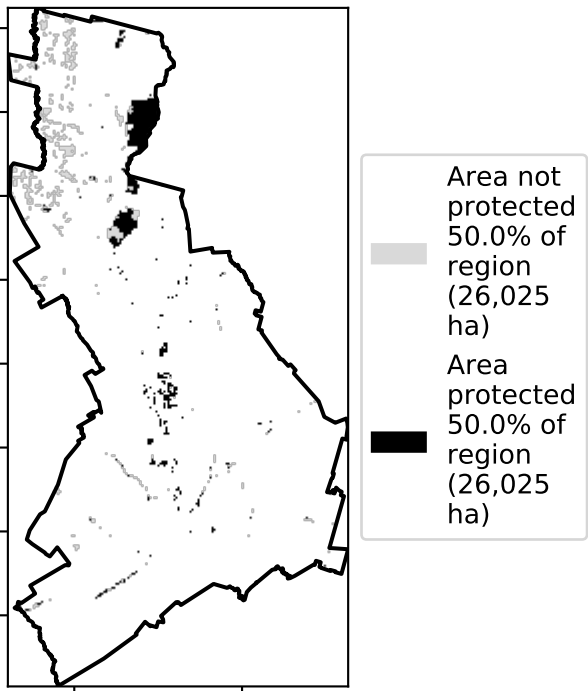 Area not
protected
50.0% of
region
(26,025
ha)
Area
protected
50.0% of
region
(26,025
ha)